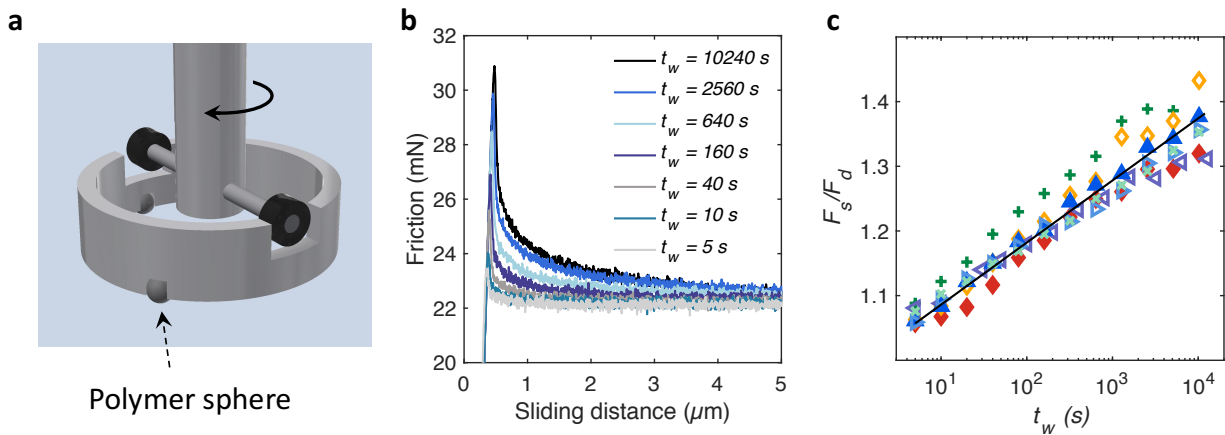 a
Polymer sphere
b
Friction (mN)
32
30
28
26
24
22
20
0
1
2
3
4
5
Sliding distance (μm)
t_w = 10240 s
t_w = 2560 s
t_w = 640 s
t_w = 160 s
t_w = 40 s
t_w = 10 s
t_w = 5 s
c
F_s/F_d
1.4
1.3
1.2
1.1
10^1
10^2
10^3
10^4
t_w (s)